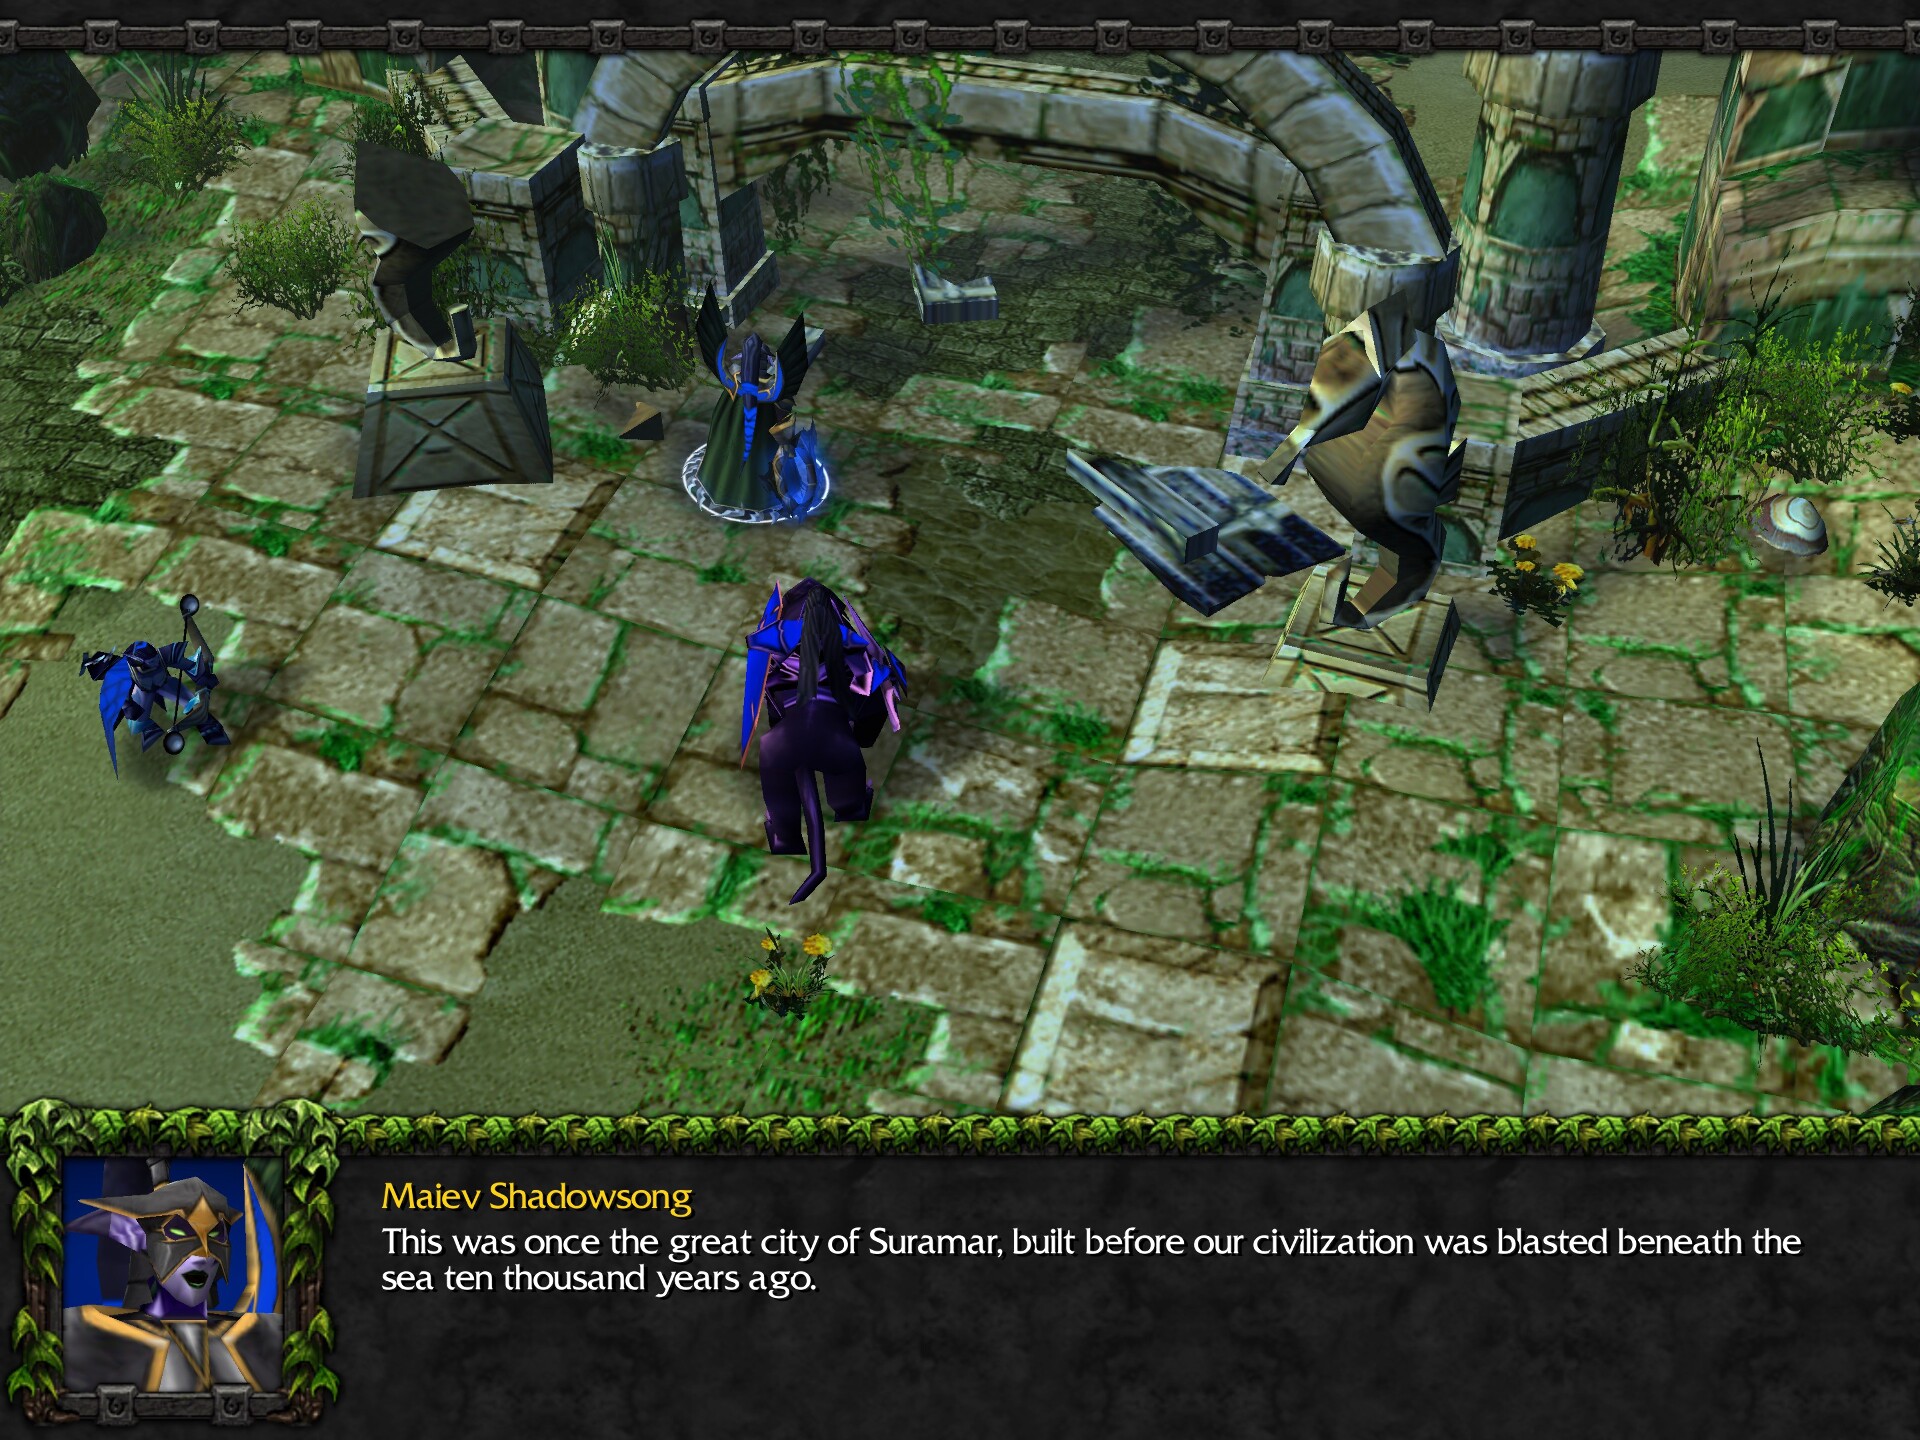 Maiev Shadowsong
This was once the great city of Suramar, built before our civilization was blasted beneath the
sea ten thousand years ago.